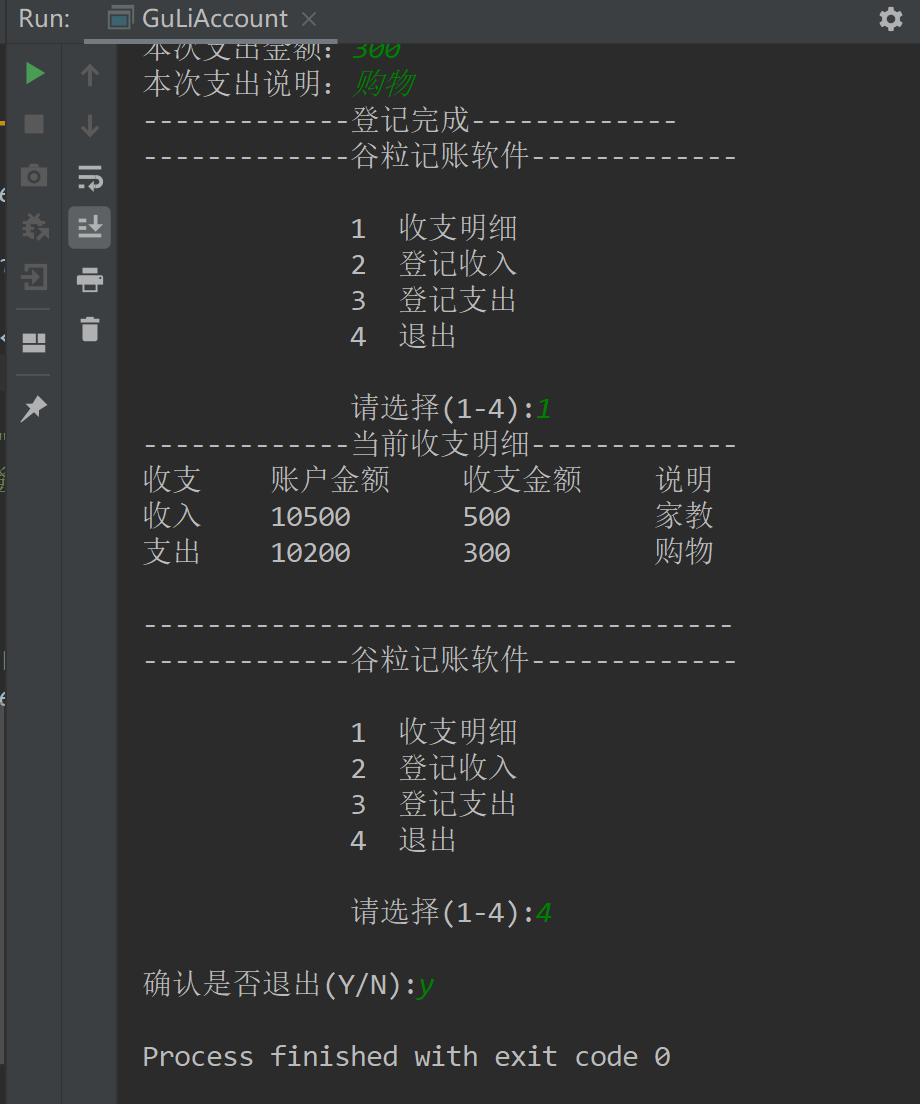 Run: GuLiAccount
本次支出金额：300
本次支出说明：购物
-------------登记完成-------------
-------------谷粒记账软件-------------
1 收支明细
2 登记收入
3 登记支出
4 退出
请选择(1-4):1
-------------当前收支明细-------------
收支 账户金额 收支金额 说明
收入 10500 500 家教
支出 10200 300 购物
-------------------------------------
-------------谷粒记账软件-------------
1 收支明细
2 登记收入
3 登记支出
4 退出
请选择(1-4):4
确认是否退出(Y/N):y
Process finished with exit code 0